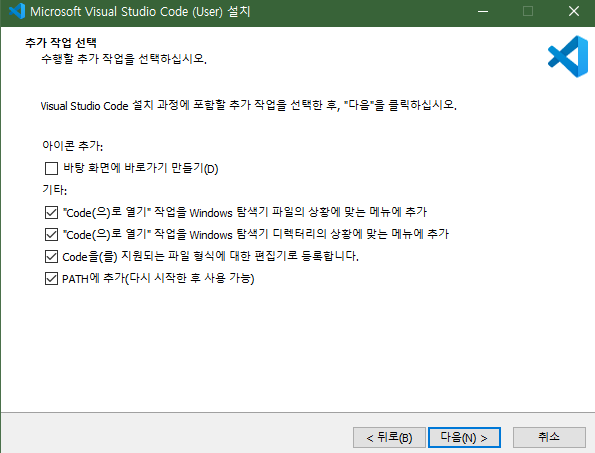 Microsoft Visual Studio Code (User) 설치
추가 작업 선택
수행할 추가 작업을 선택하십시오.
Visual Studio Code 설치 과정에 포함할 추가 작업을 선택한 후, "다음"을 클릭하십시오.
아이콘 추가:
바탕 화면에 바로가기 만들기(D)
기타:
"Code(으)로 열기" 작업을 Windows 탐색기 파일의 상황에 맞는 메뉴에 추가
"Code(으)로 열기" 작업을 Windows 탐색기 디렉터리의 상황에 맞는 메뉴에 추가
Code을(를) 지원되는 파일 형식에 대한 편집기로 등록합니다.
PATH에 추가(다시 시작한 후 사용 가능)
< 뒤로(B) 다음(N) > 취소